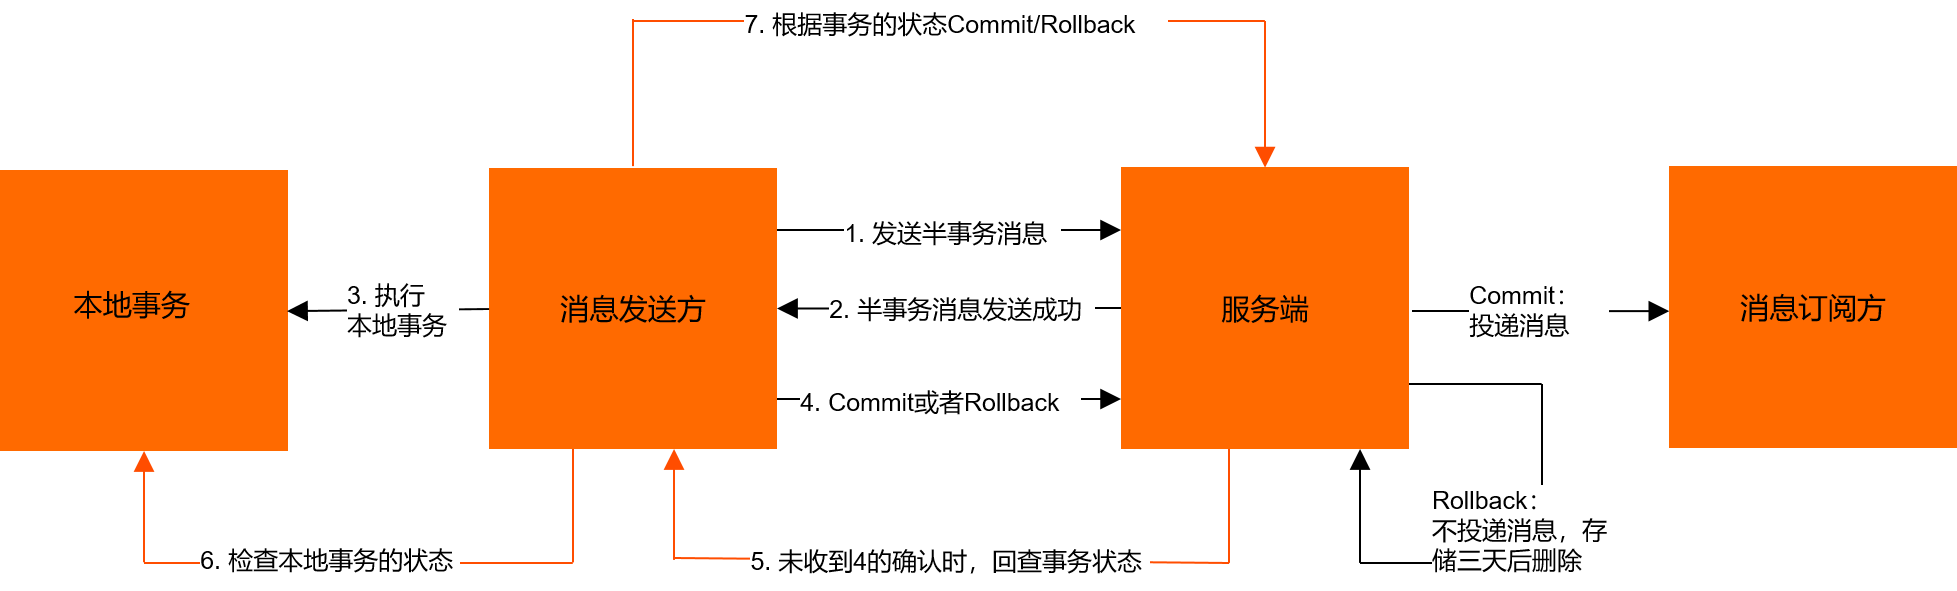 7. 根据事务的状态Commit/Rollback
1. 发送半事务消息
本地事务
3. 执行
本地事务
消息发送方
2. 半事务消息发送成功
服务端
Commit：
投递消息
消息订阅方
4. Commit或者Rollback
Rollback：
不投递消息，存
储三天后删除
6. 检查本地事务的状态
5. 未收到4的确认时，回查事务状态